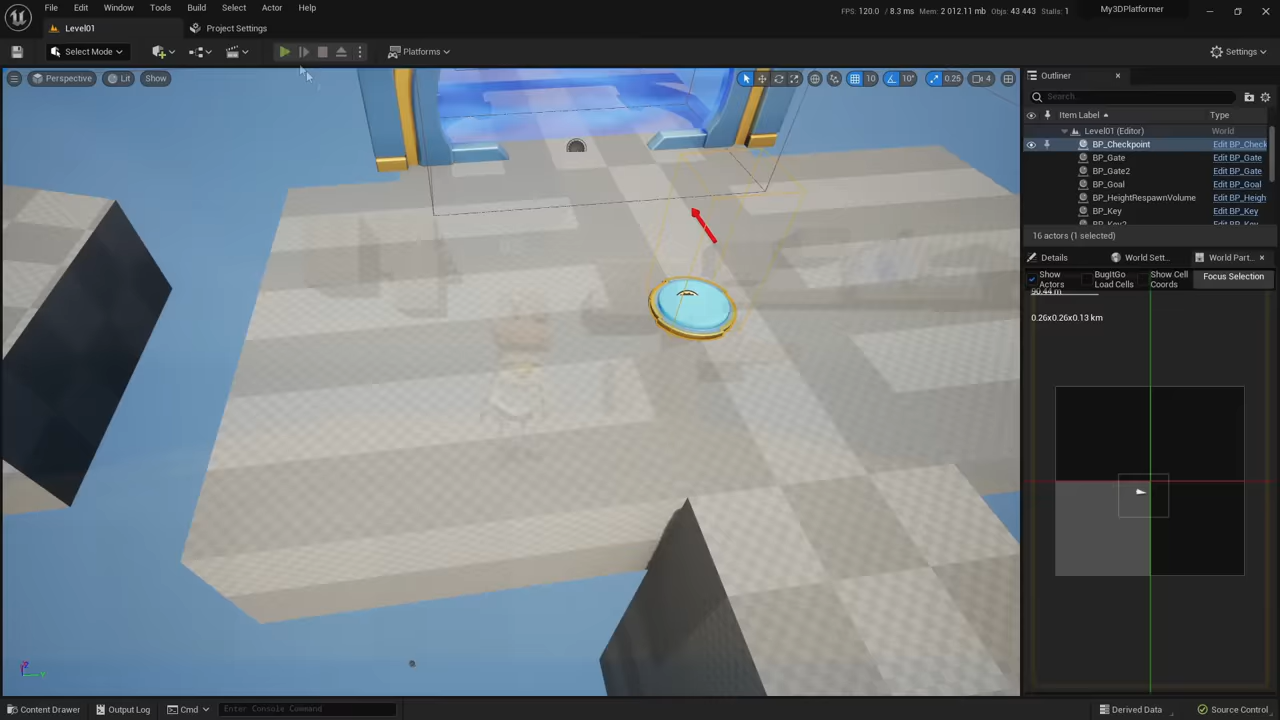 File Edit Window Tools Build Select Actor Help
FPS: 120.0 / 8.3 ms Mem: 2 012.11 mb Objs: 43.443 Stalls: 1 My3DPlatformer
Level01 Project Settings
Select Mode Platforms Settings
Perspective Lit Show 10 10° 0.25 4
Outliner
Search
Item Label Type
Level01 (Editor) World
BP_Checkpoint Edit BP_Check
BP_Gate Edit BP_Gate
BP_Gate2 Edit BP_Gate
BP_Goal Edit BP_Goal
BP_HeightRespawnVolume Edit BP_Heigh
BP_Key Edit BP_Key
BP_Key2 Edit BP_Key
16 actors (1 selected)
Details World Sett... World Part...
Show Actors BugItGo Load Cells Show Cell Coords Focus Selection
90.44 m
0.26x0.26x0.13 km
Content Drawer Output Log Cmd Enter Console Command Derived Data Source Control